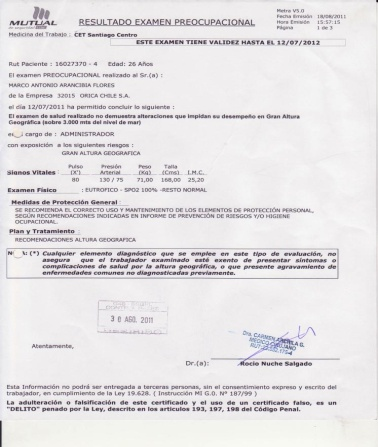 MUTUAL
RESULTADO EXAMEN PREOCUPACIONAL
Metro V5.0
Fecha Emisión 18/08/2011
Hora Emisión 15:57:15
Página 1 de 3
Medicina del Trabajo : CET Santiago Centro
ESTE EXAMEN TIENE VALIDEZ HASTA EL 12/07/2012
Rut Paciente : 16027370 - 4 Edad: 26 Años
El examen PREOCUPACIONAL realizado al Sr.(a) :
MARCO ANTONIO ARANCIBIA FLORES
de la Empresa 32015 ORICA CHILE S.A.
el día 12/07/2011 ha permitido concluir lo siguiente :
El examen de salud realizado no demuestra alteraciones que impidan su desempeño en Gran Altura
Geográfica (sobre 3.000 mts del nivel de mar)
cargo de : ADMINISTRADOR
con exposición a los siguientes riesgos :
GRAN ALTURA GEOGRAFICA
Pulso Presión Peso Talla
Signos Vitales : (X') Arterial (Kg) (Cms) I.M.C.
80 130 / 75 71,00 168,00 25,20
Examen Físico : EUTROFICO - SPO2 100% -RESTO NORMAL
Medidas de Protección General :
SE RECOMIENDA EL CORRECTO USO Y MANTENIMIENTO DE LOS ELEMENTOS DE PROTECCIÓN PERSONAL,
SEGÚN RECOMENDACIONES INDICADAS EN INFORME DE PREVENCIÓN DE RIESGOS Y/O HIGIENE
OCUPACIONAL.
Plan y Tratamiento :
RECOMENDACIONES ALTURA GEOGRAFICA
(*) Cualquier elemento diagnóstico que se emplee en este tipo de evaluación, no
asegura que el trabajador examinado esté exento de presentar síntomas o
complicaciones de salud por la altura geográfica, o que presente agravamiento de
enfermedades comunes no diagnosticadas previamente.
30 AGO. 2011
Dra. CARMEN
MEDICO CIRUJANO
Atentamente,
Dr.(a):
Rocio Nuche Salgado
Esta Información no podrá ser entregada a terceras personas, sin el consentimiento expreso y escrito del
trabajador, en cumplimiento de la Ley 19.628. ( Instrucción MI G.0. N° 187/99 )
La adulteración o falsificación de este certificado y el uso de un certificado falso, es un
"DELITO" penado por la Ley, descrito en los articulos 193, 197, 198 del Código Penal.